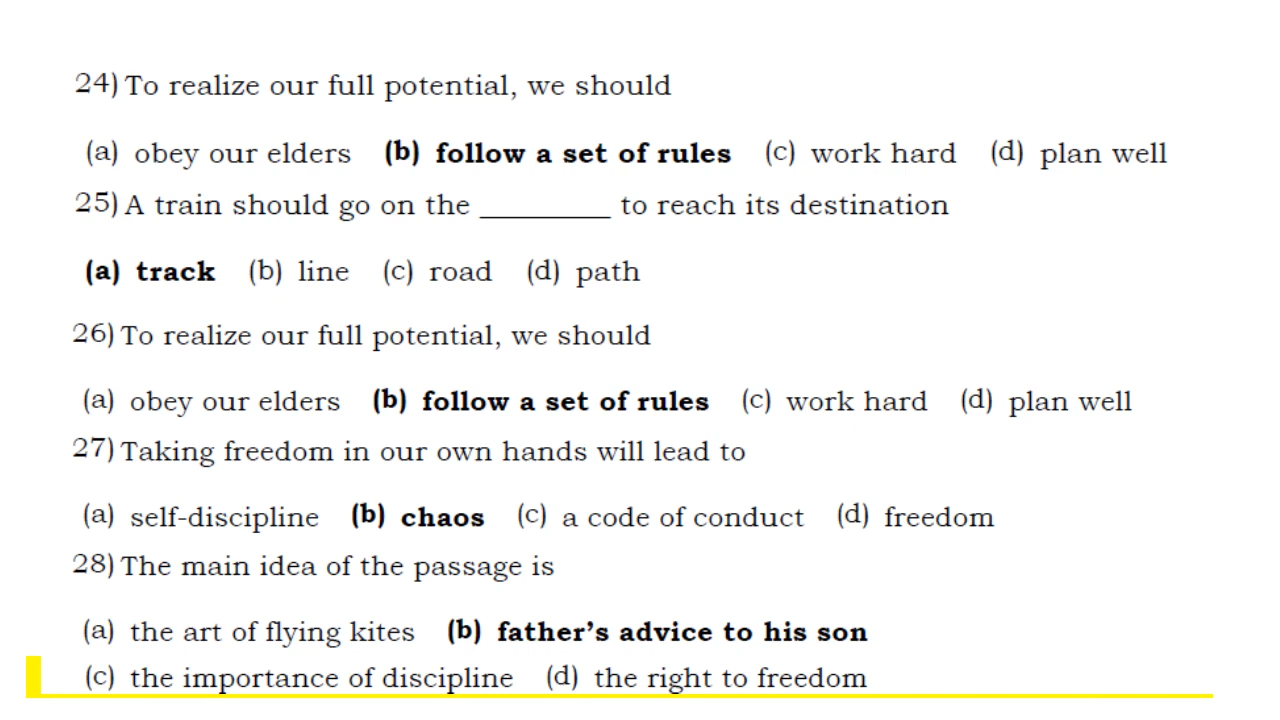 24) To realize our full potential, we should
(a) obey our elders (b) follow a set of rules (c) work hard (d) plan well
25) A train should go on the ________ to reach its destination
(a) track (b) line (c) road (d) path
26) To realize our full potential, we should
(a) obey our elders (b) follow a set of rules (c) work hard (d) plan well
27) Taking freedom in our own hands will lead to
(a) self-discipline (b) chaos (c) a code of conduct (d) freedom
28) The main idea of the passage is
(a) the art of flying kites (b) father’s advice to his son
(c) the importance of discipline (d) the right to freedom